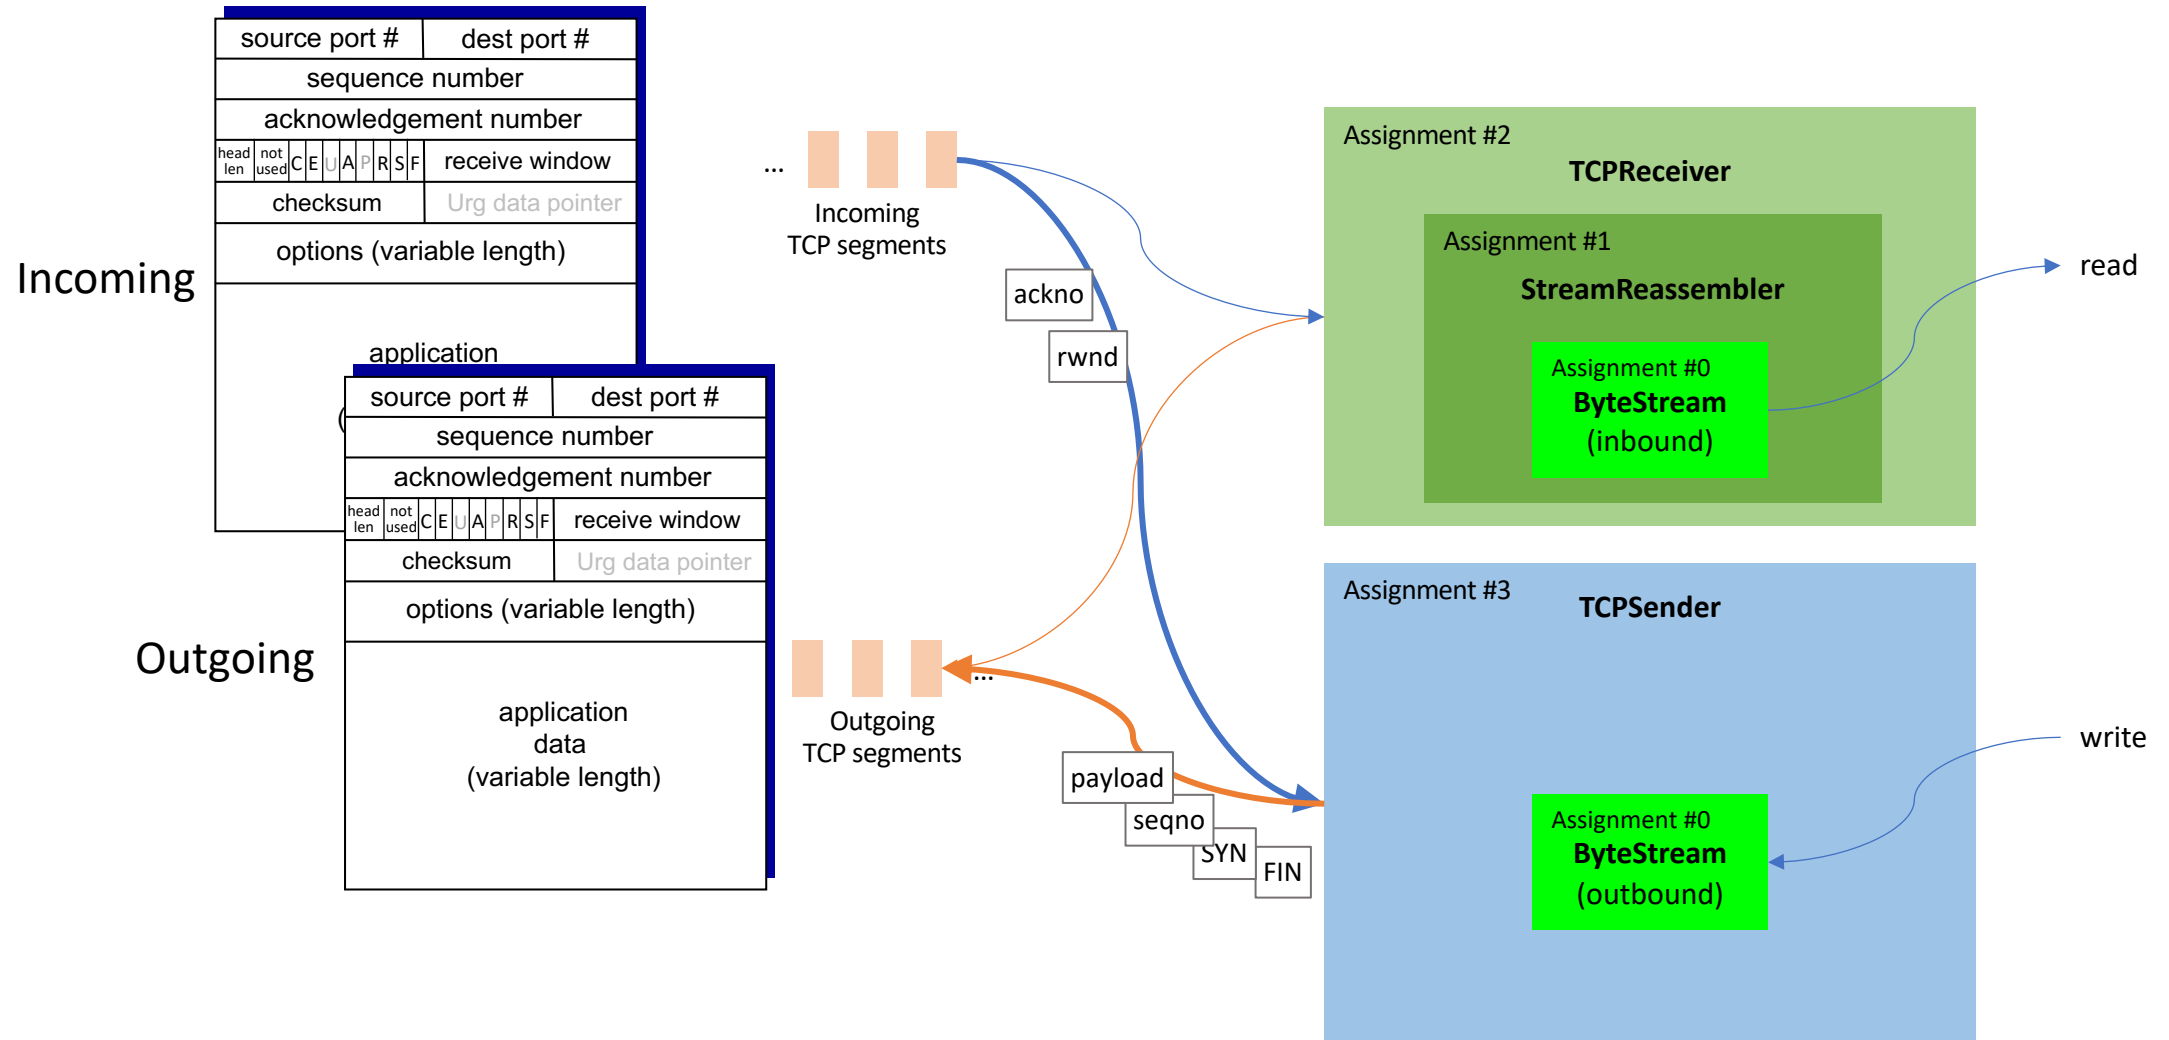 source port #
dest port #
sequence number
acknowledgement number
head
len
not
used
C E U A P R S F
receive window
checksum
Urg data pointer
options (variable length)
application
(
Incoming
source port #
dest port #
sequence number
acknowledgement number
head
len
not
used
C E U A P R S F
receive window
checksum
Urg data pointer
options (variable length)
application
data
(variable length)
Outgoing
...
Incoming
TCP segments
ackno
rwnd
...
Outgoing
TCP segments
payload
seqno
SYN
FIN
Assignment #2
TCPReceiver
Assignment #1
StreamReassembler
Assignment #0
ByteStream
(inbound)
read
Assignment #3
TCPSender
Assignment #0
ByteStream
(outbound)
write